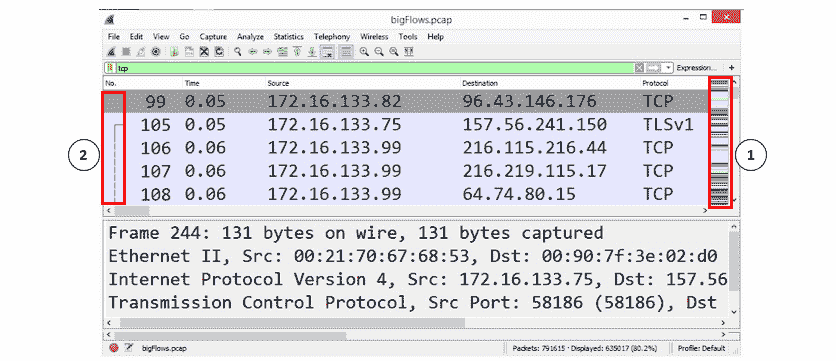 bigFlows.pcap
File Edit View Go Capture Analyze Statistics Telephony Wireless Tools Help
tcp Expression... +
No. Time Source Destination Protocol
99 0.05 172.16.133.82 96.43.146.176 TCP
105 0.05 172.16.133.75 157.56.241.150 TLSv1
106 0.06 172.16.133.99 216.115.216.44 TCP
107 0.06 172.16.133.99 216.219.115.17 TCP
108 0.06 172.16.133.99 64.74.80.15 TCP
2
1
Frame 244: 131 bytes on wire, 131 bytes captured
Ethernet II, Src: 00:21:70:67:68:53, Dst: 00:90:7f:3e:02:d0
Internet Protocol Version 4, Src: 172.16.133.75, Dst: 157.56
Transmission Control Protocol, Src Port: 58186 (58186), Dst
bigFlows.pcap Packets: 791615 · Displayed: 635017 (80.2%) Profile: Default